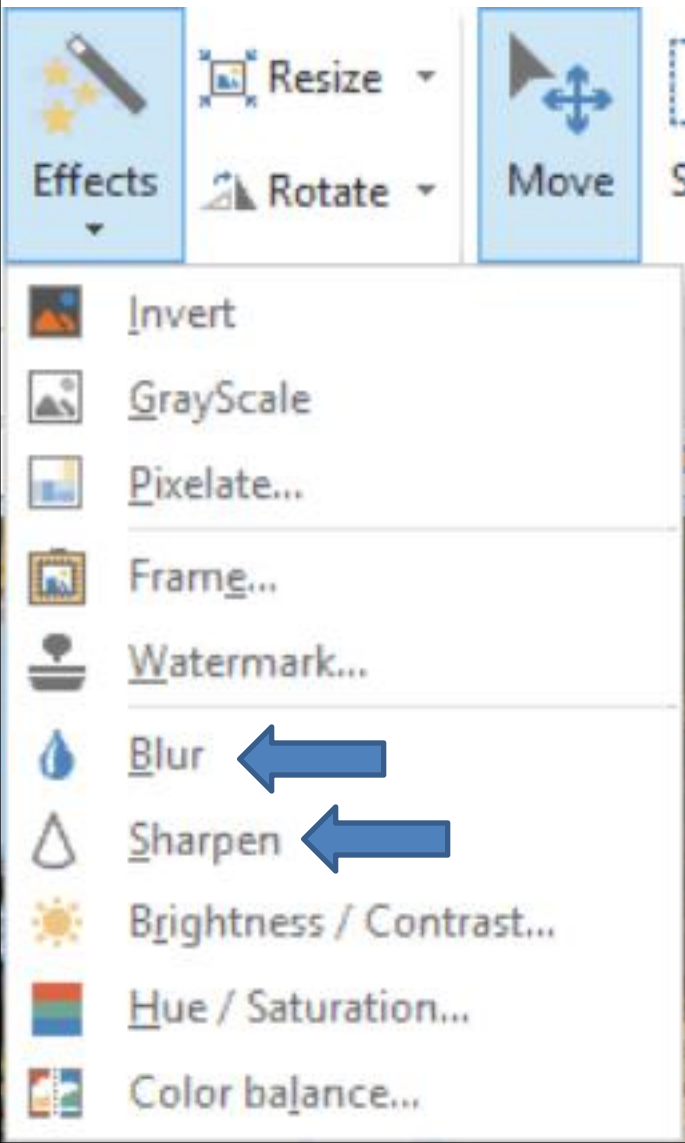 Resize
Effects
Rotate
Move
S
Invert
GrayScale
Pixelate...
Frame...
Watermark...
Blur
Sharpen
Brightness / Contrast...
Hue / Saturation...
Color balance...